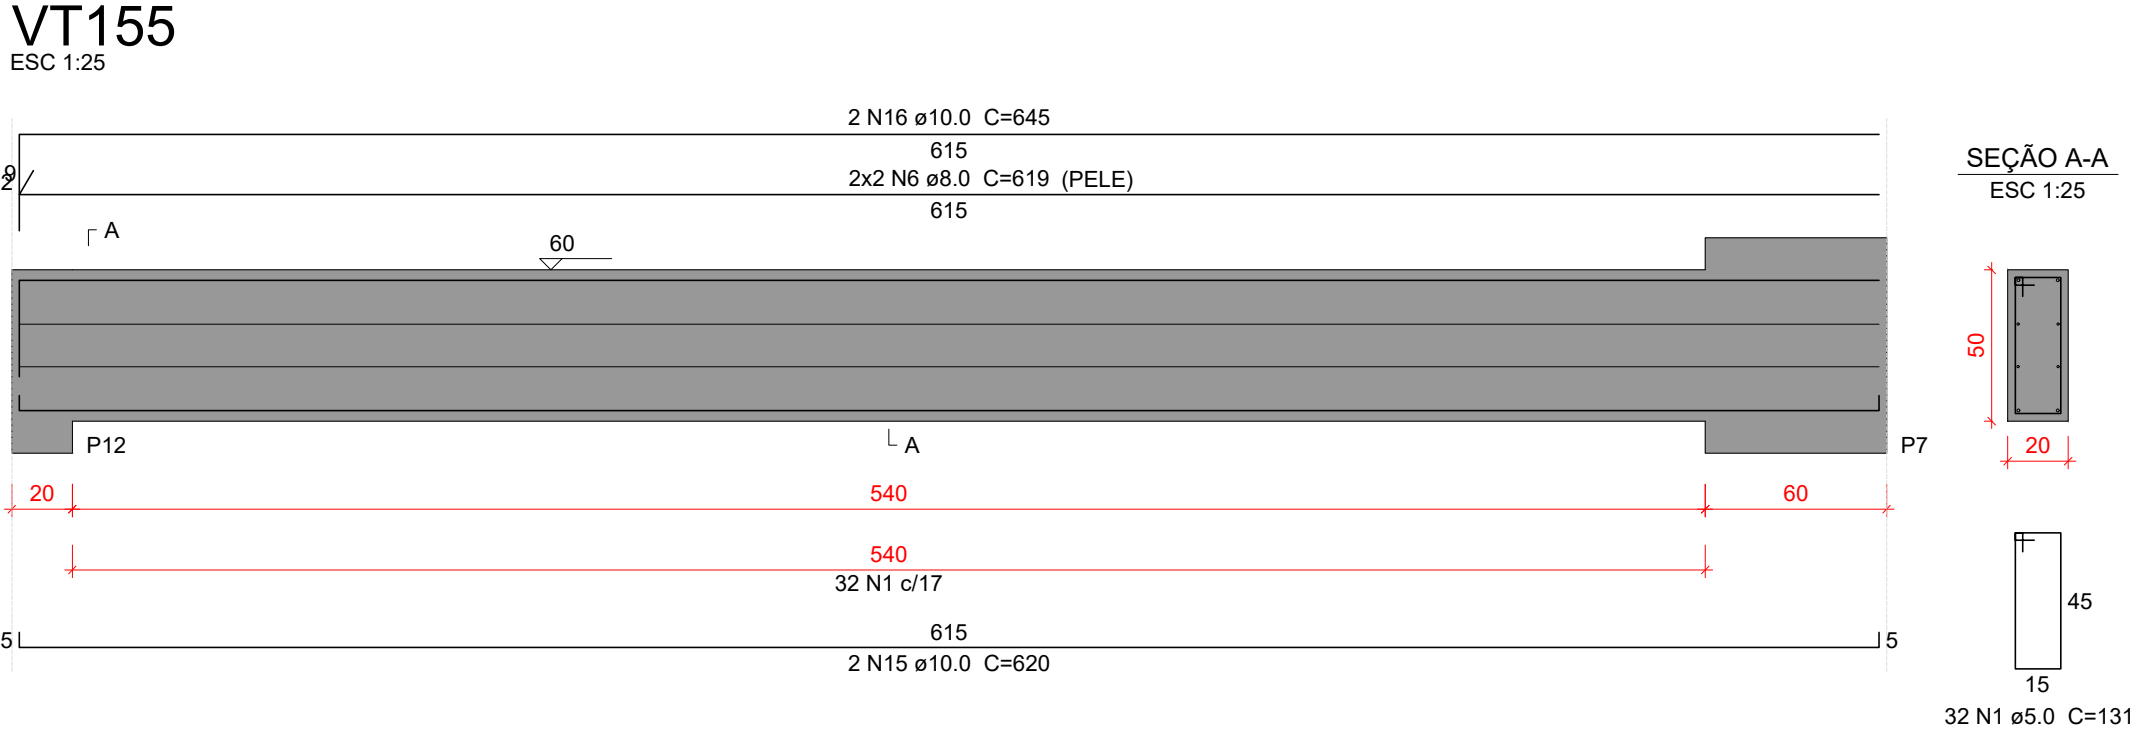 VT155
ESC 1:25
2 N16 ø10.0  C=645
615
9
2
2x2 N6 ø8.0  C=619  (PELE)
615
A
60
SEÇÃO A-A
ESC 1:25
50
20
P12
A
P7
20
540
60
540
32 N1 c/17
5
615
5
2 N15 ø10.0  C=620
45
15
32 N1 ø5.0  C=131